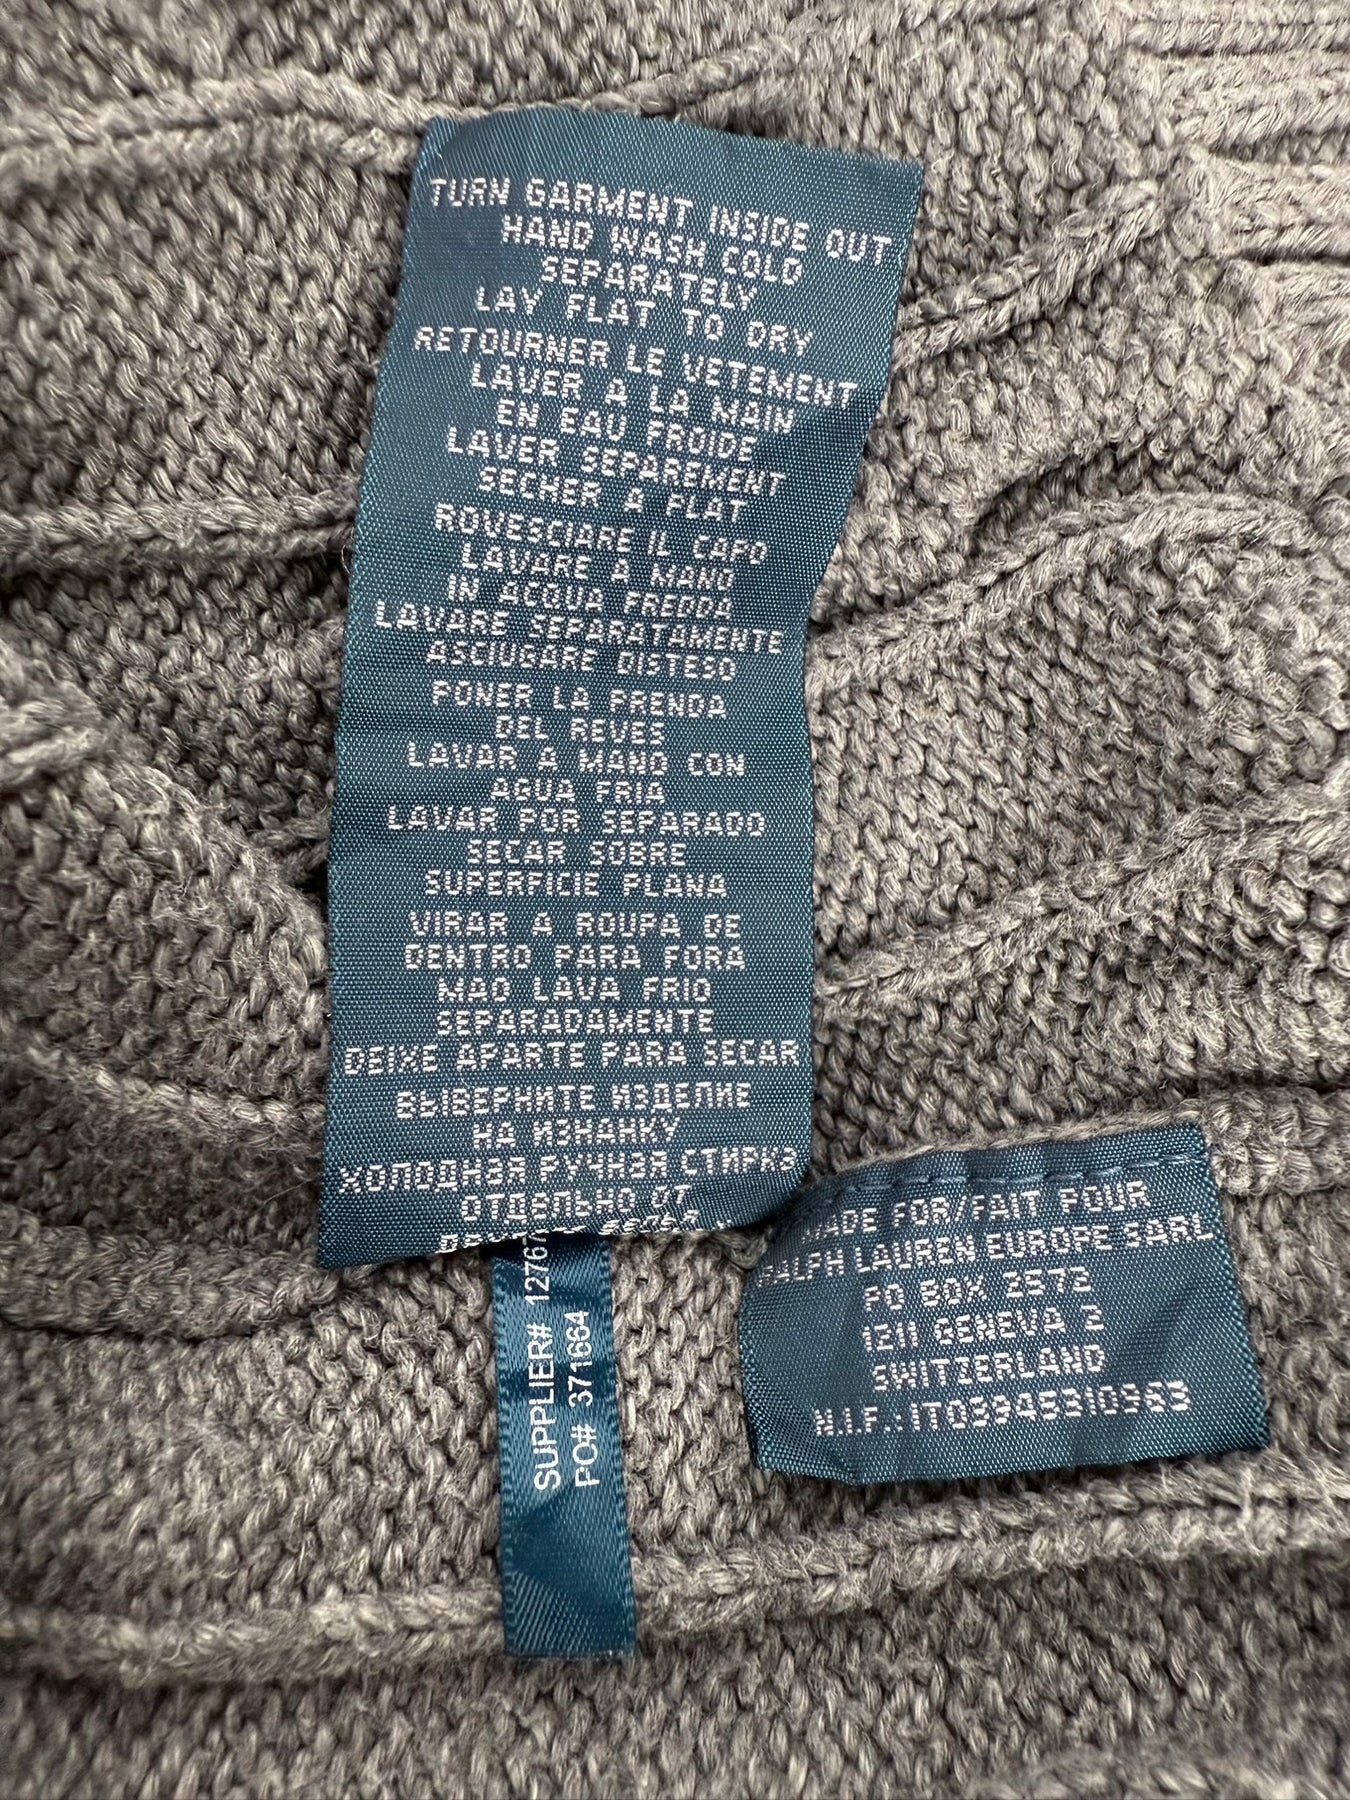 TURN GARMENT INSIDE OUT
HAND WASH COLD
SEPARATELY
LAY FLAT TO DRY
RETOURNER LE VETEMENT
LAVER A LA MAIN
EN EAU FROIDE
LAVER SEPAREMENT
SECHER A PLAT
ROVESCIARE IL CAPO
LAVARE A MANO
IN ACQUA FREDDA
LAVARE SEPARATAMENTE
ASCIUGARE DISTESO
PONER LA PRENDA
DEL REVES
LAVAR A MANO CON
AGUA FRIA
LAVAR POR SEPARADO
SECAR SOBRE
SUPERFICIE PLANA
VIRAR A ROUPA DE
DENTRO PARA FORA
MAO LAVA FRIO
SEPARADAMENTE
DEIXE APARTE PARA SECAR
ВЫВЕРНИТЕ ИЗДЕЛИЕ
НА ИЗНАНКУ
ХОЛОДНАЯ РУЧНАЯ СТИРКА
ОТДЕЛЬНО ОТ
SUPPLIER# 1276
PO# 371664
MADE FOR/FAIT POUR
RALPH LAUREN EUROPE SARL
PO BOX 2572
1211 GENEVA 2
SWITZERLAND
N.I.F.:IT03945310963